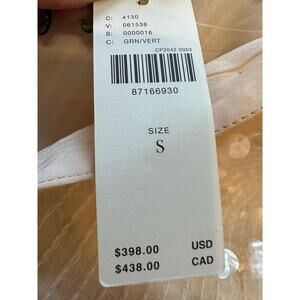 C: 4130
V: 061536
S: 0000016
C: GRN/VERT
CP2042 0003
87166930
SIZE
S
$398.00 USD
$438.00 CAD